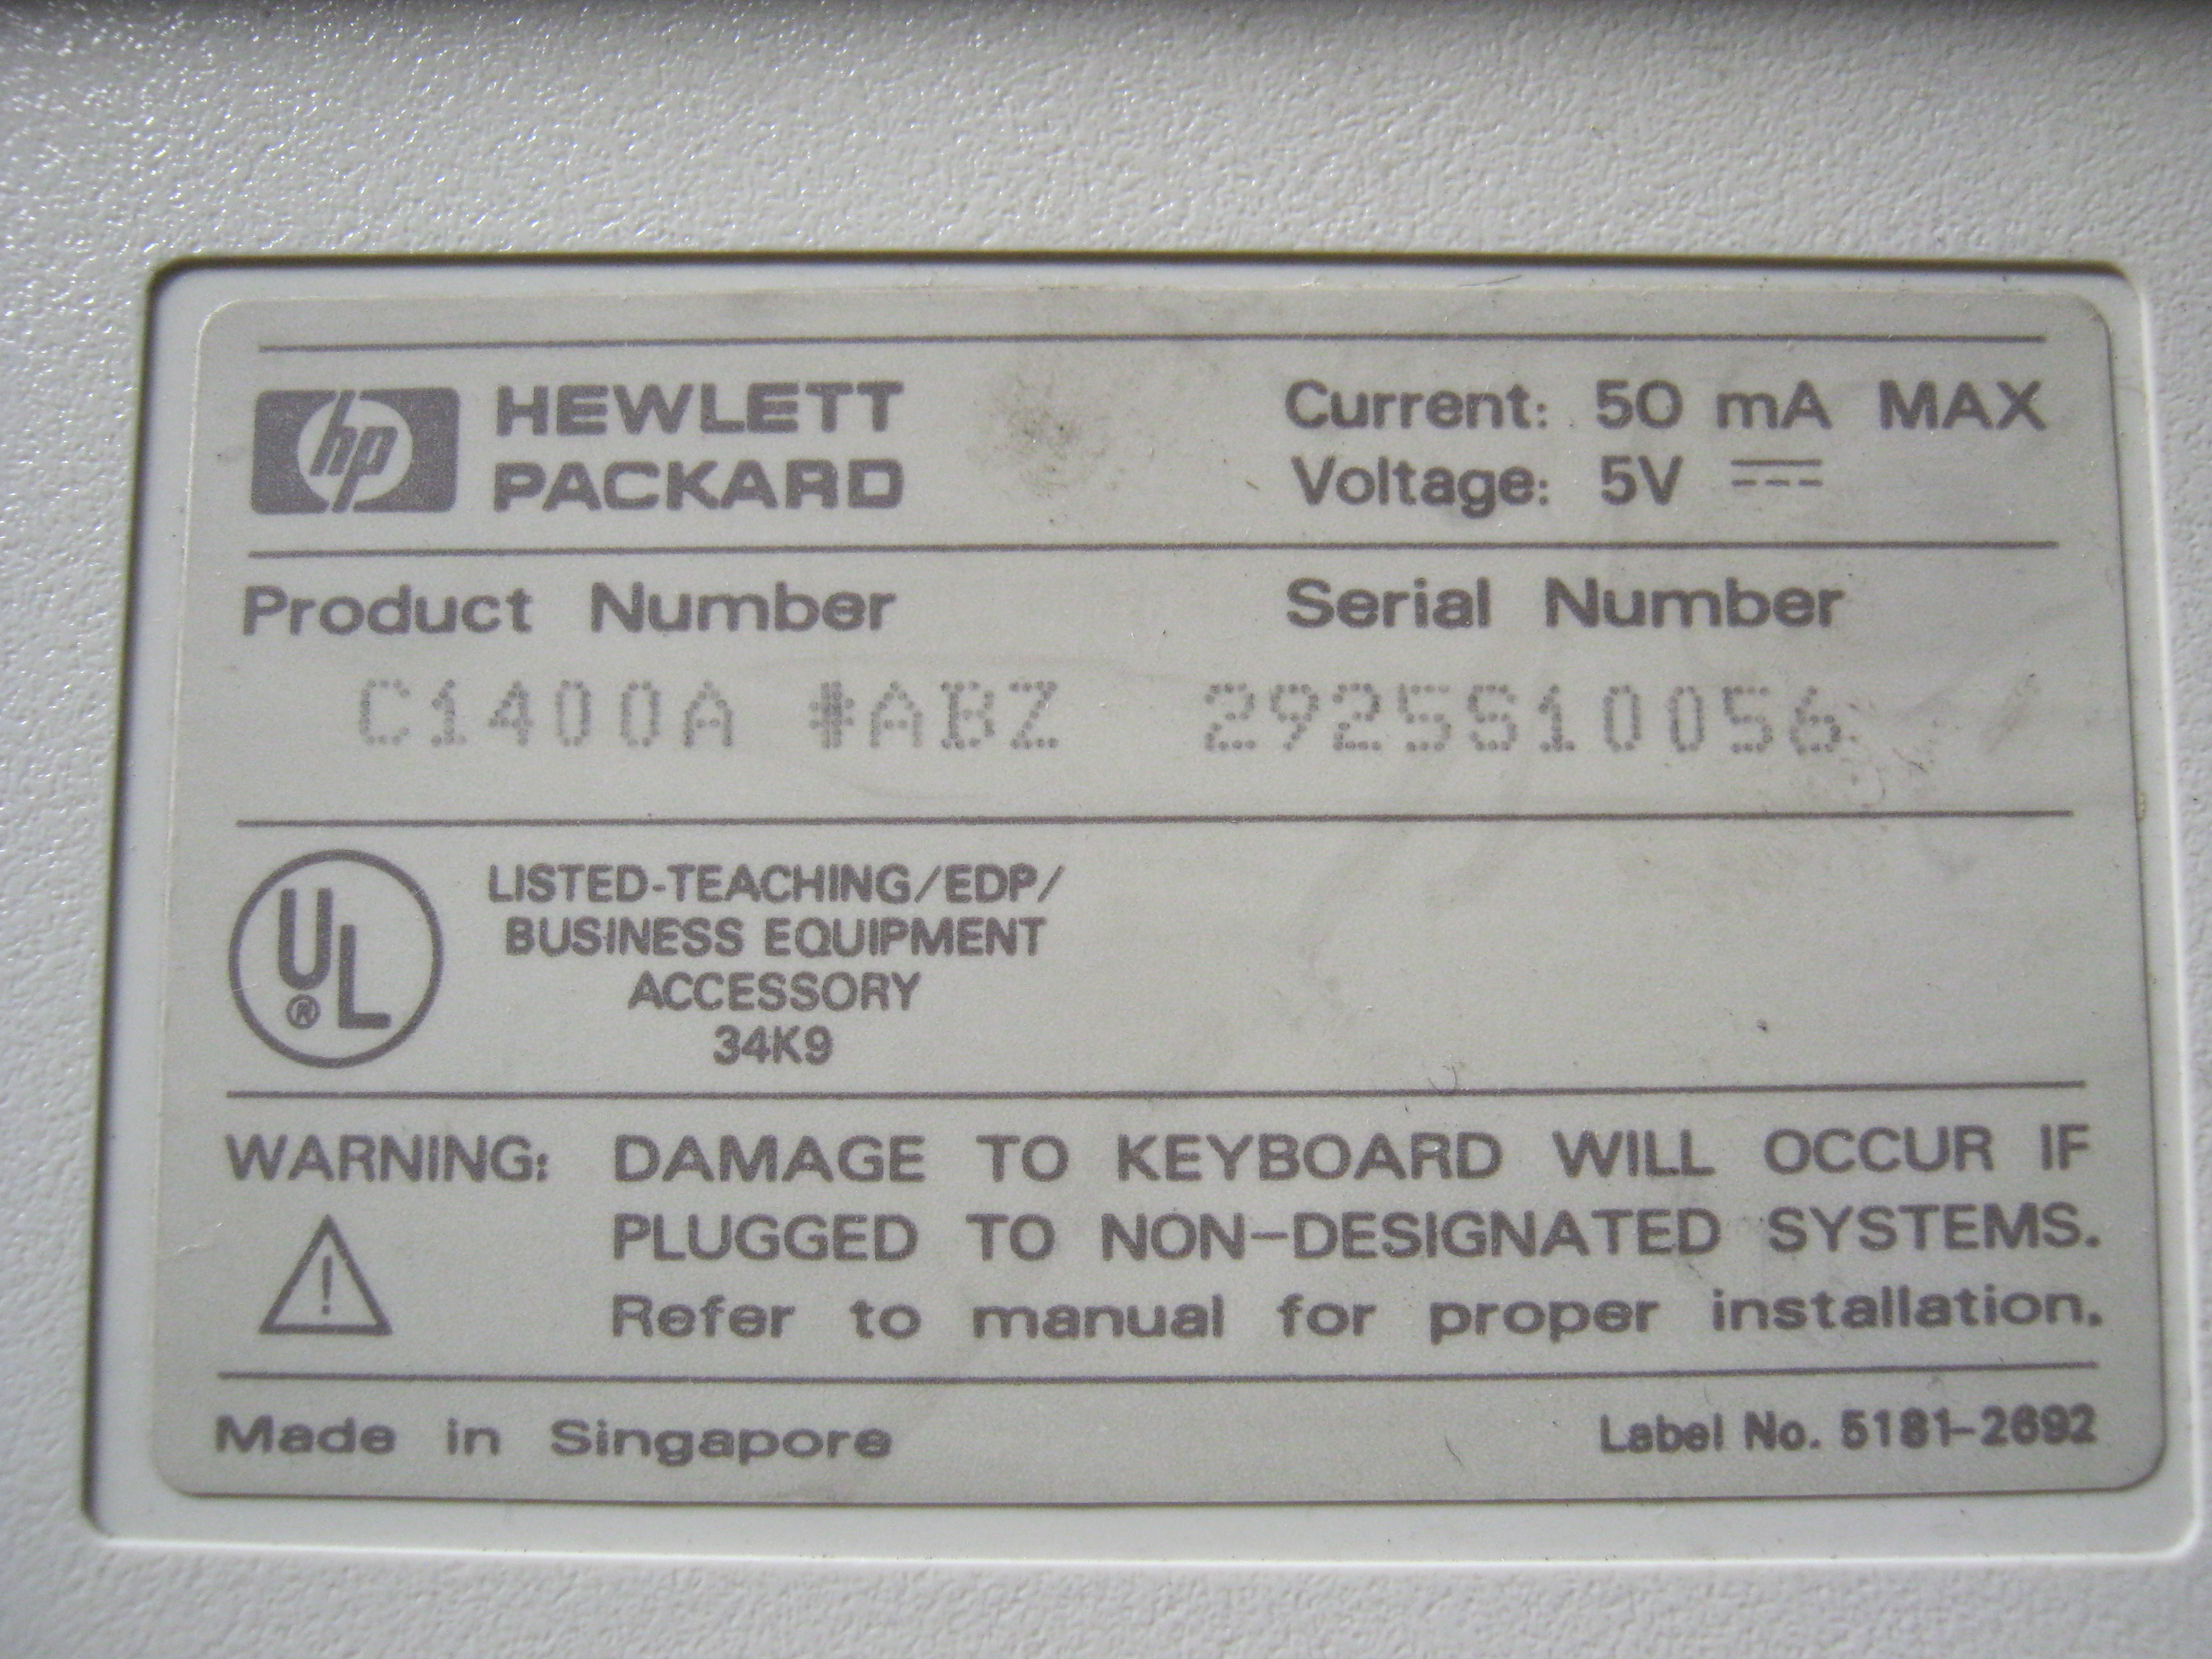 hp HEWLETT PACKARD
Current: 50 mA MAX
Voltage: 5V
Product Number
Serial Number
C1400A #ABZ 2925S10056
UL ®
LISTED-TEACHING/EDP/
BUSINESS EQUIPMENT
ACCESSORY
34K9
WARNING: DAMAGE TO KEYBOARD WILL OCCUR IF
PLUGGED TO NON-DESIGNATED SYSTEMS.
! Refer to manual for proper installation.
Made in Singapore
Label No. 5181-2692